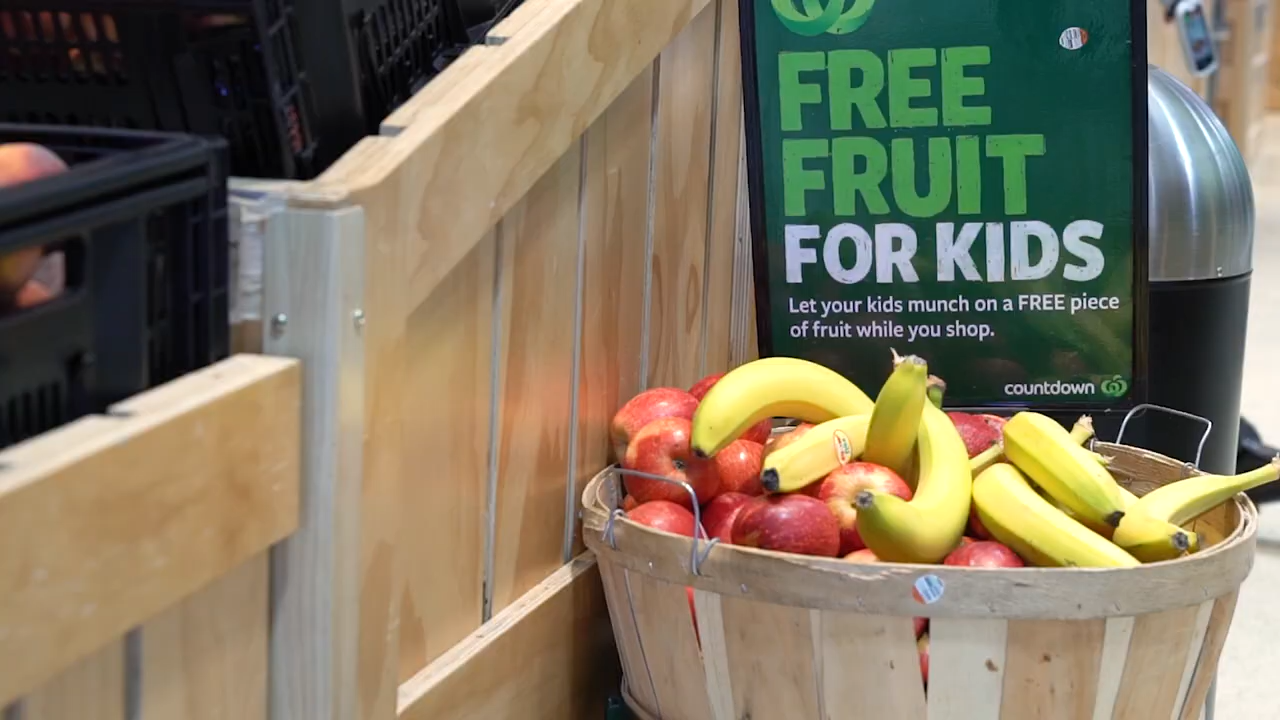 FREE
FRUIT
FOR KIDS
Let your kids munch on a FREE piece
of fruit while you shop.
countdown